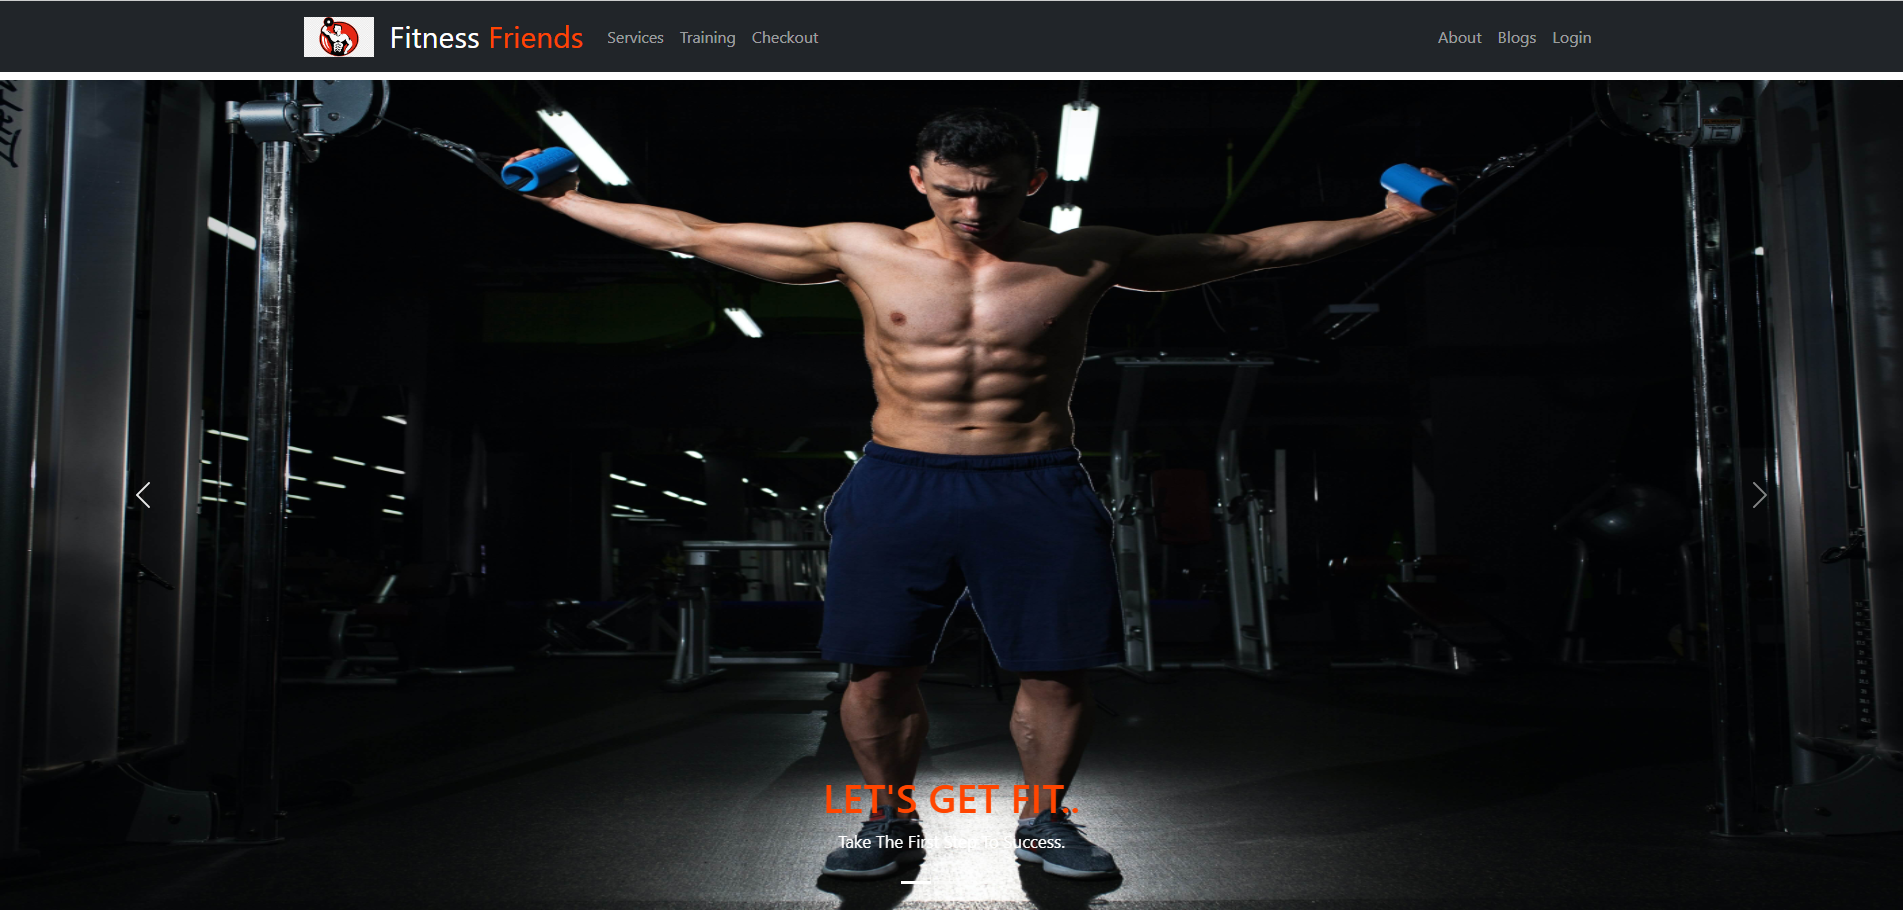 Fitness Friends
Services
Training
Checkout
About
Blogs
Login
LET'S GET FIT..
Take The First Step To Success.